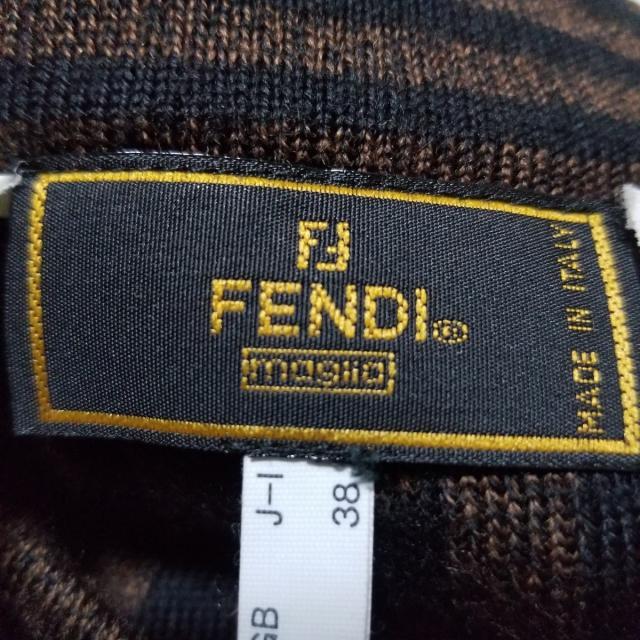 FF
FENDI®
maglia
MADE IN ITALY
J-I
38
GB